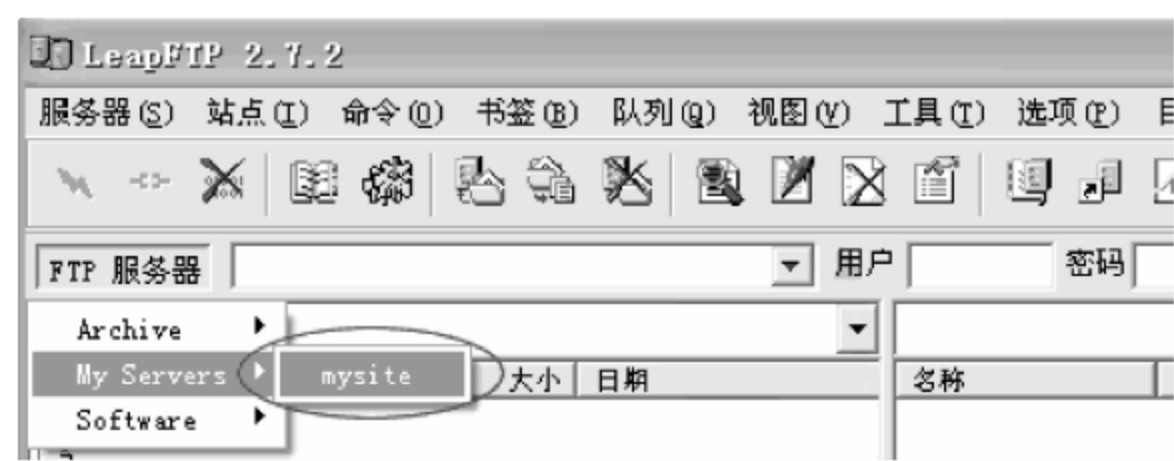 LeapFTP 2.7.2
服务器(S) 站点(I) 命令(O) 书签(B) 队列(Q) 视图(V) 工具(T) 选项(P)
FTP 服务器 用户 密码
Archive
My Servers mysite 大小 日期 名称
Software